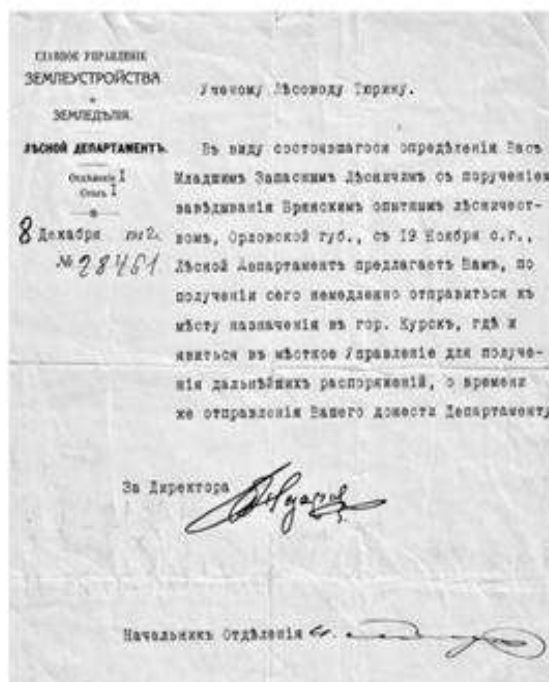 ГЛАВНОЕ УПРАВЛЕНІЕ
ЗЕМЛЕУСТРОЙСТВА
и
ЗЕМЛЕДѢЛІЯ.
ЛѢСНОЙ ДЕПАРТАМЕНТЪ.
Отдѣленіе I
Столъ I
8 Декабря 1912г.
№ 28461
Ученому Лѣсоводу Тюрину.
Въ виду состоявшагося опредѣленія Васъ
Младшимъ Запаснымъ Лѣсничимъ съ порученіемъ
завѣдыванія Брянскимъ опытнымъ лѣсничест-
вомъ, Орловской губ., съ 19 Ноября с.г.,
Лѣсной Департаментъ предлагаетъ Вамъ, по
полученіи сего немедленно отправиться къ
мѣсту назначенія въ гор. Курскъ, гдѣ и
явиться въ мѣстное Управленіе для получе-
нія дальнѣйшихъ распоряженій, о времени
же отправленія Вашего донести Департаменту
За Директора
Начальникъ Отдѣленія